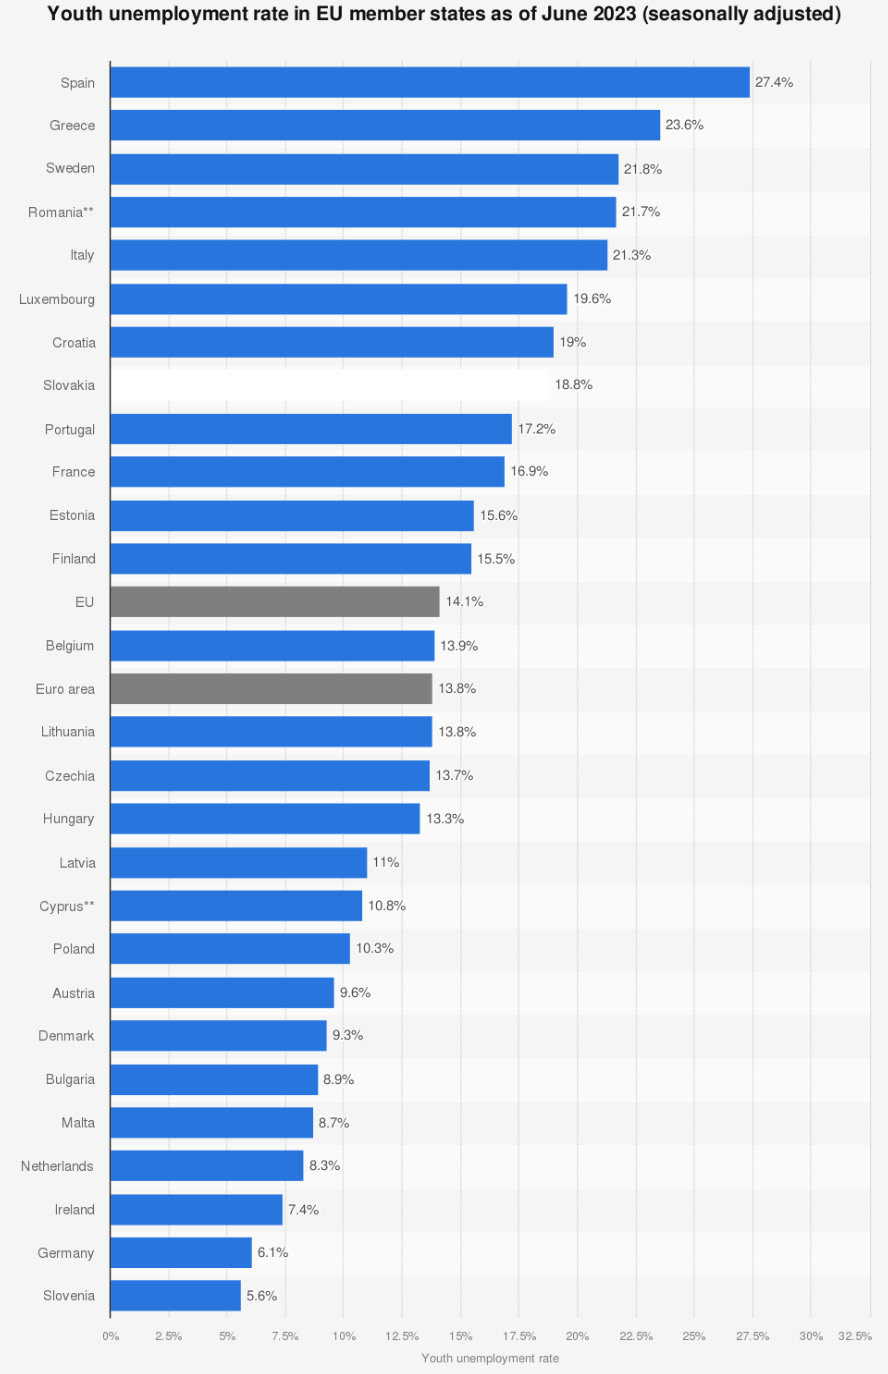 Youth unemployment rate in EU member states as of June 2023 (seasonally adjusted)
Spain 27.4%
Greece 23.6%
Sweden 21.8%
Romania** 21.7%
Italy 21.3%
Luxembourg 19.6%
Croatia 19%
Slovakia 18.8%
Portugal 17.2%
France 16.9%
Estonia 15.6%
Finland 15.5%
EU 14.1%
Belgium 13.9%
Euro area 13.8%
Lithuania 13.8%
Czechia 13.7%
Hungary 13.3%
Latvia 11%
Cyprus** 10.8%
Poland 10.3%
Austria 9.6%
Denmark 9.3%
Bulgaria 8.9%
Malta 8.7%
Netherlands 8.3%
Ireland 7.4%
Germany 6.1%
Slovenia 5.6%
0% 2.5% 5% 7.5% 10% 12.5% 15% 17.5% 20% 22.5% 25% 27.5% 30% 32.5%
Youth unemployment rate